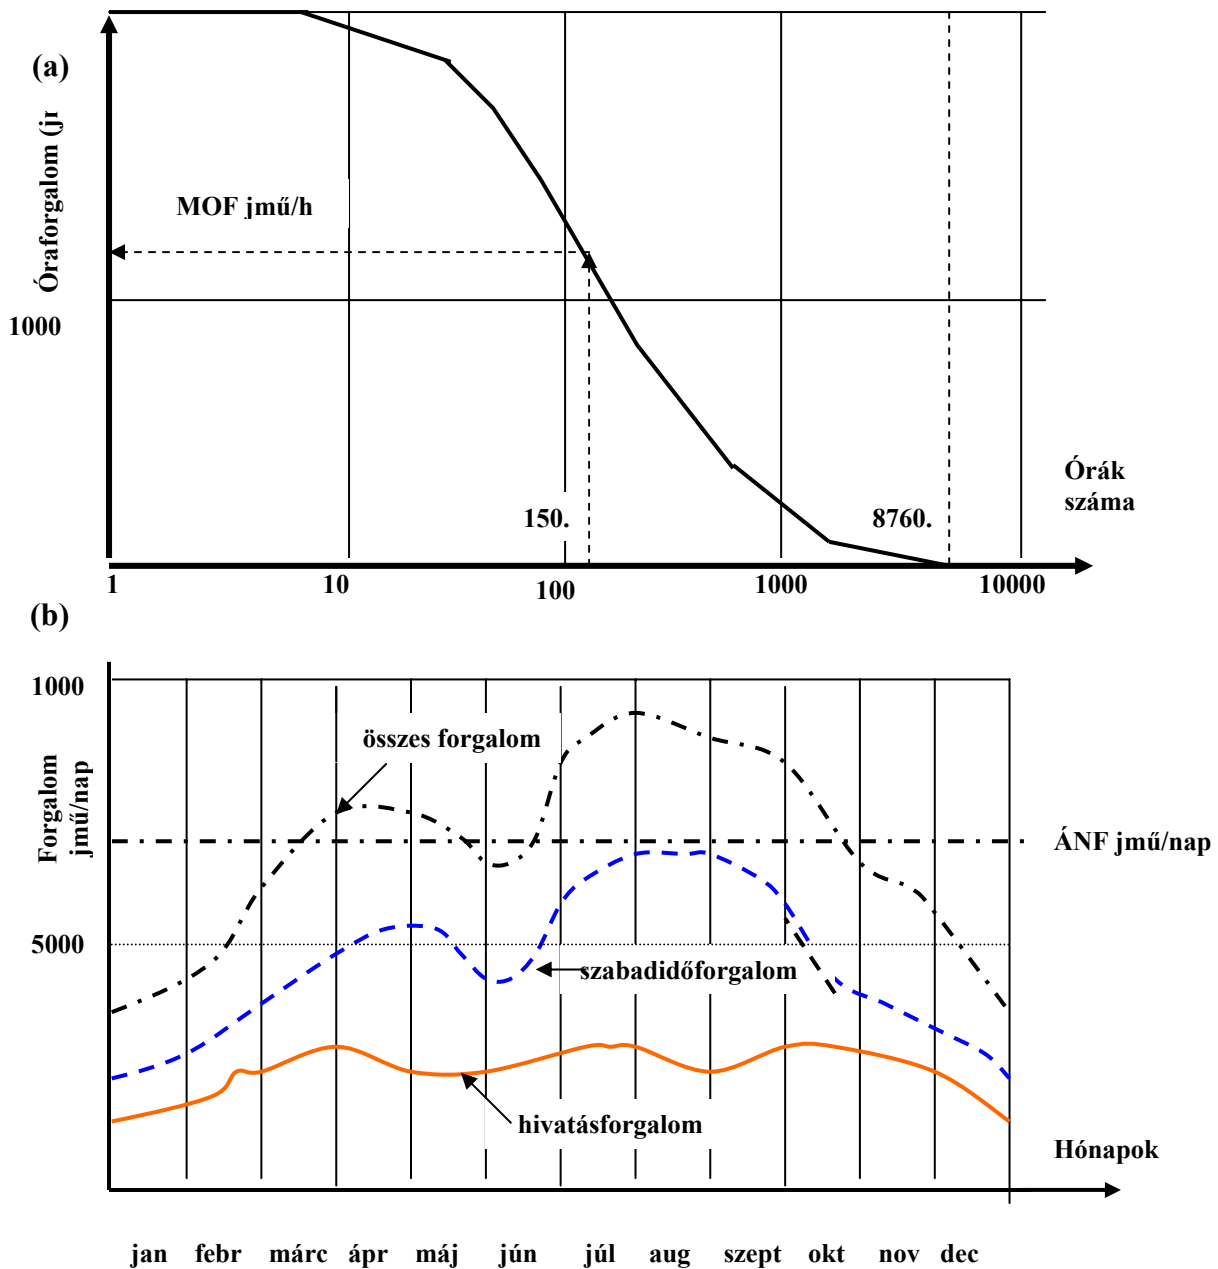 (a)
Óraforgalom (jr
MOF jmű/h
1000
150.
8760.
Órák
száma
1
10
100
1000
10000
(b)
1000
Forgalom
jmű/nap
összes forgalom
ÁNF jmű/nap
5000
szabadidőforgalom
hivatásforgalom
Hónapok
jan febr márc ápr máj jún júl aug szept okt nov dec